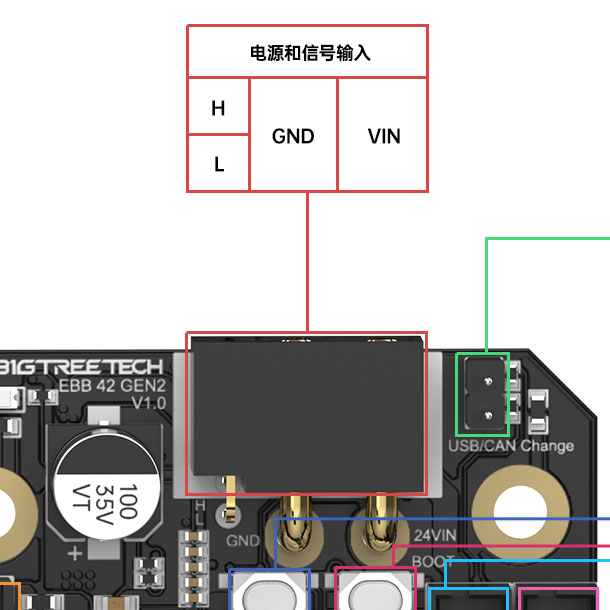 电源和信号输入
H
GND
VIN
L
BIGTREETECH
EBB 42 GEN2
V1.0
USB/CAN Change
100
35V
VT
H
L
GND
24VIN
BOOT